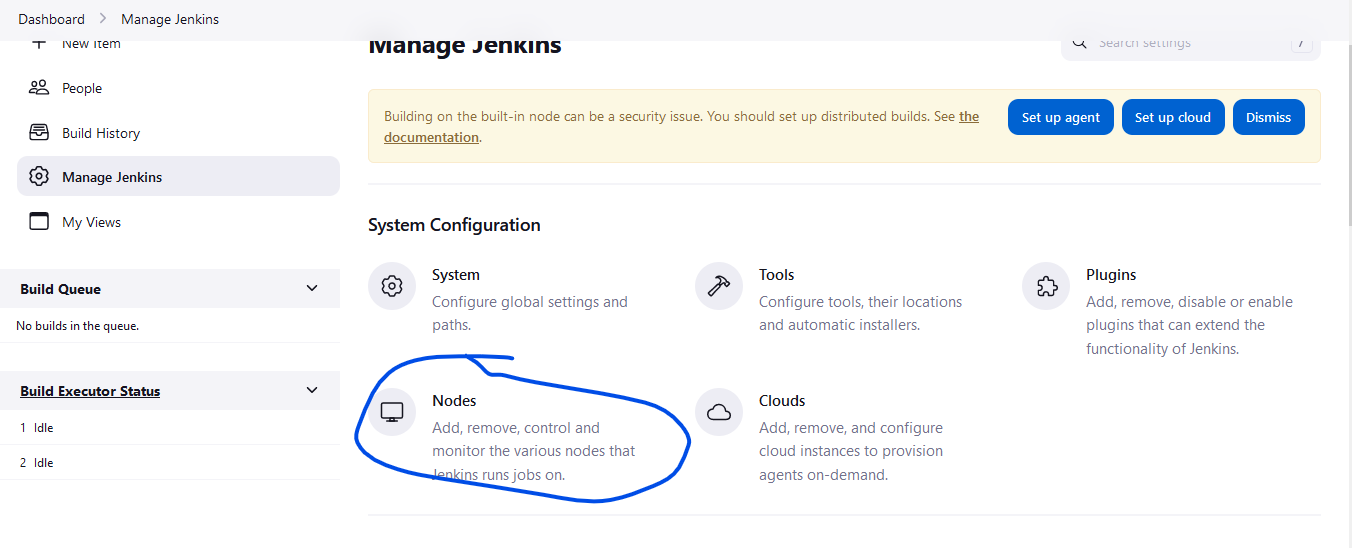 Dashboard > Manage Jenkins
New Item
People
Build History
Manage Jenkins
My Views
Build Queue
No builds in the queue.
Build Executor Status
1 Idle
2 Idle
Manage Jenkins
Search settings /
Building on the built-in node can be a security issue. You should set up distributed builds. See the
documentation.
Set up agent
Set up cloud
Dismiss
System Configuration
System
Configure global settings and
paths.
Tools
Configure tools, their locations
and automatic installers.
Plugins
Add, remove, disable or enable
plugins that can extend the
functionality of Jenkins.
Nodes
Add, remove, control and
monitor the various nodes that
Jenkins runs jobs on.
Clouds
Add, remove, and configure
cloud instances to provision
agents on-demand.